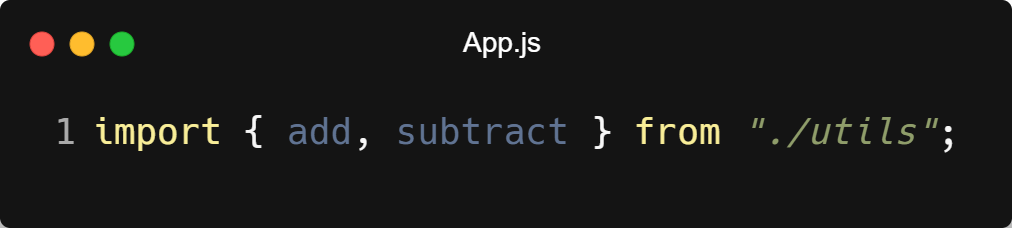 App.js
1 import { add, subtract } from "./utils";